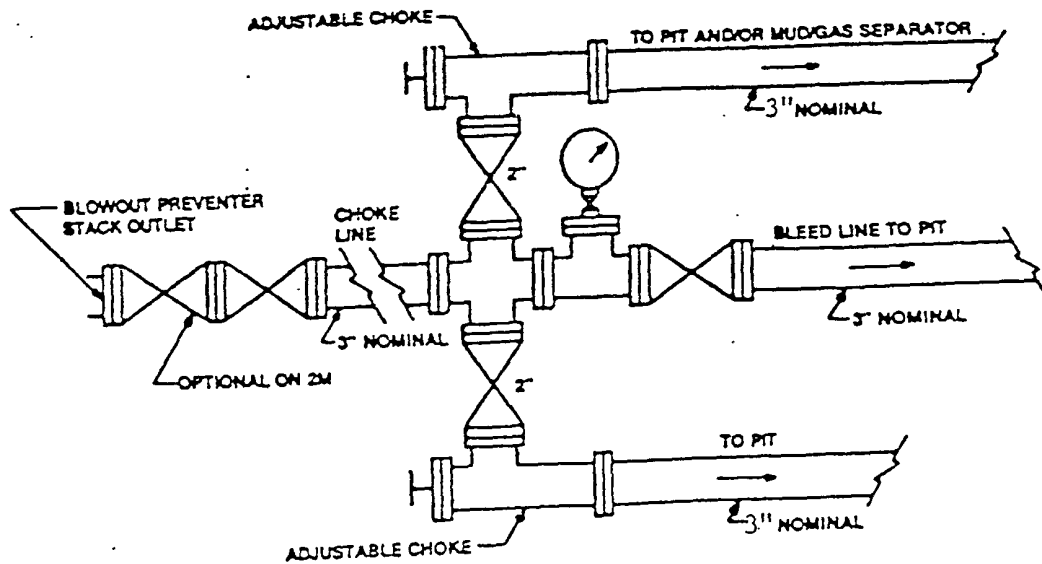 ADJUSTABLE CHOKE
TO PIT AND/OR MUD/GAS SEPARATOR
3" NOMINAL
2"
BLOWOUT PREVENTER
STACK OUTLET
CHOKE
LINE
BLEED LINE TO PIT
3" NOMINAL
3" NOMINAL
OPTIONAL ON 2M
2"
TO PIT
3" NOMINAL
ADJUSTABLE CHOKE